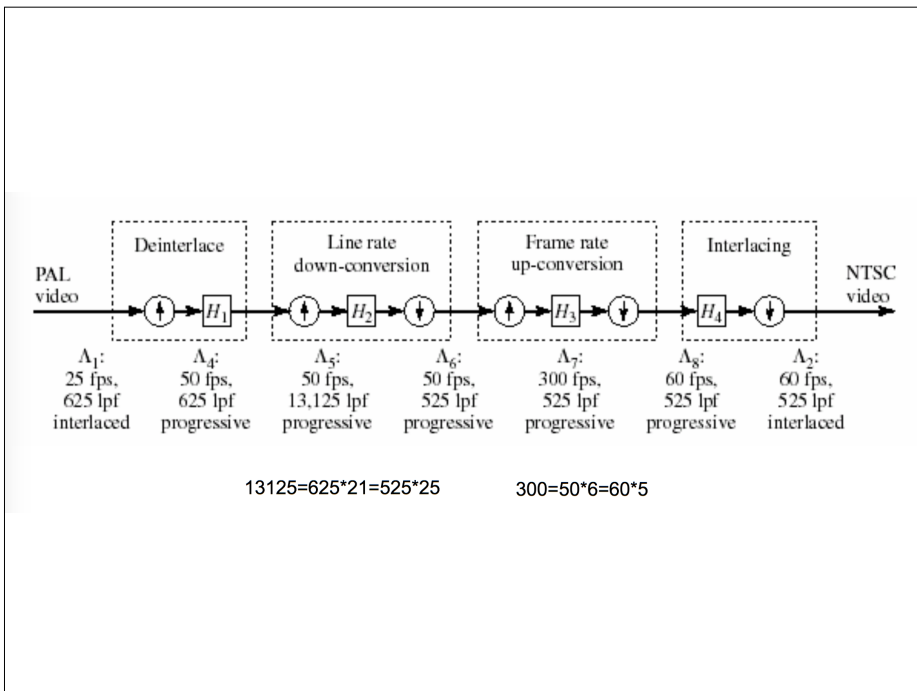 Deinterlace
Line rate
down-conversion
Frame rate
up-conversion
Interlacing
PAL
video
NTSC
video
H1
H2
H3
H4
Λ1:
25 fps,
625 lpf
interlaced
Λ4:
50 fps,
625 lpf
progressive
Λ5:
50 fps,
13,125 lpf
progressive
Λ6:
50 fps,
525 lpf
progressive
Λ7:
300 fps,
525 lpf
progressive
Λ8:
60 fps,
525 lpf
progressive
Λ2:
60 fps,
525 lpf
interlaced
13125=625*21=525*25
300=50*6=60*5